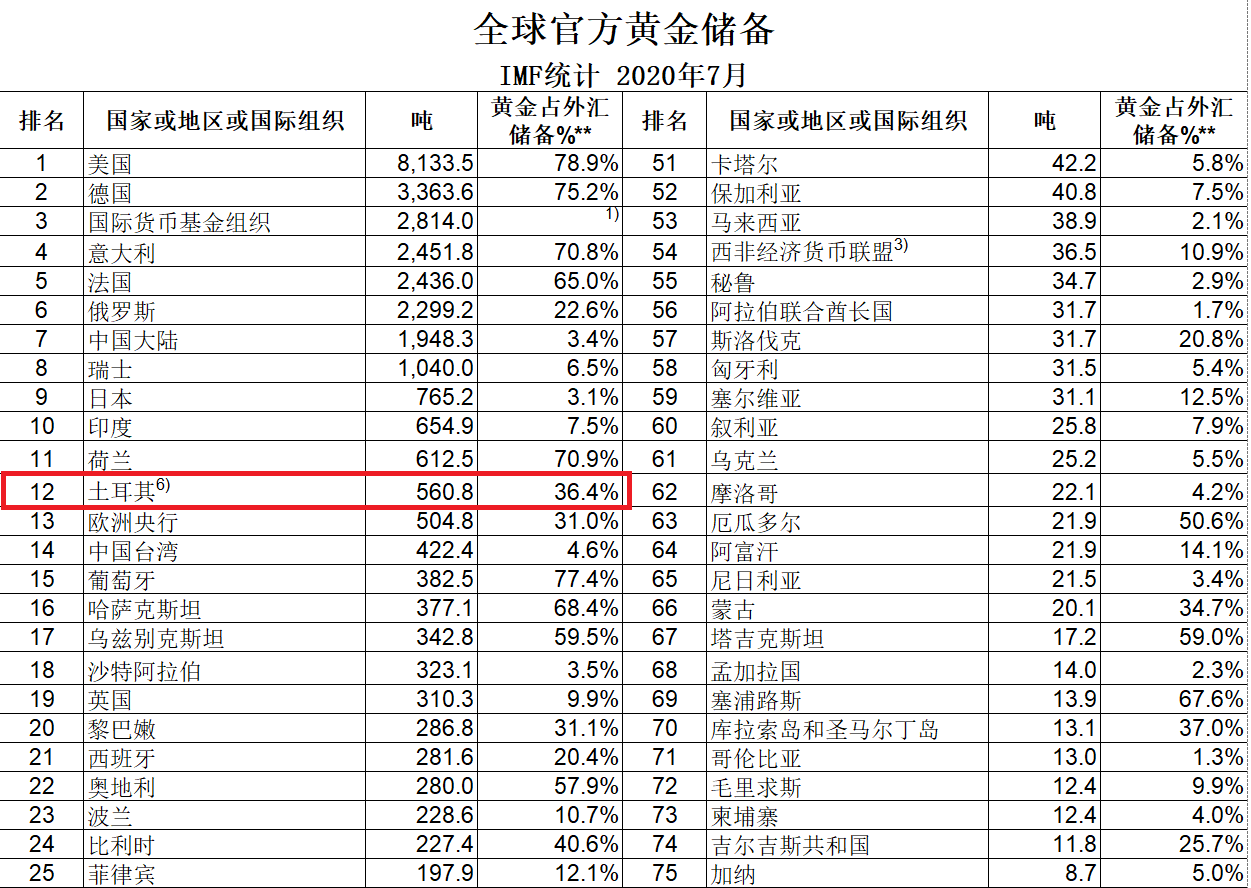 全球官方黄金储备
IMF统计 2020年7月
排名 国家或地区或国际组织 吨 黄金占外汇储备%** 排名 国家或地区或国际组织 吨 黄金占外汇储备%**
1 美国 8,133.5 78.9% 51 卡塔尔 42.2 5.8%
2 德国 3,363.6 75.2% 52 保加利亚 40.8 7.5%
3 国际货币基金组织 2,814.0 1) 53 马来西亚 38.9 2.1%
4 意大利 2,451.8 70.8% 54 西非经济货币联盟3) 36.5 10.9%
5 法国 2,436.0 65.0% 55 秘鲁 34.7 2.9%
6 俄罗斯 2,299.2 22.6% 56 阿拉伯联合酋长国 31.7 1.7%
7 中国大陆 1,948.3 3.4% 57 斯洛伐克 31.7 20.8%
8 瑞士 1,040.0 6.5% 58 匈牙利 31.5 5.4%
9 日本 765.2 3.1% 59 塞尔维亚 31.1 12.5%
10 印度 654.9 7.5% 60 叙利亚 25.8 7.9%
11 荷兰 612.5 70.9% 61 乌克兰 25.2 5.5%
12 土耳其6) 560.8 36.4% 62 摩洛哥 22.1 4.2%
13 欧洲央行 504.8 31.0% 63 厄瓜多尔 21.9 50.6%
14 中国台湾 422.4 4.6% 64 阿富汗 21.9 14.1%
15 葡萄牙 382.5 77.4% 65 尼日利亚 21.5 3.4%
16 哈萨克斯坦 377.1 68.4% 66 蒙古 20.1 34.7%
17 乌兹别克斯坦 342.8 59.5% 67 塔吉克斯坦 17.2 59.0%
18 沙特阿拉伯 323.1 3.5% 68 孟加拉国 14.0 2.3%
19 英国 310.3 9.9% 69 塞浦路斯 13.9 67.6%
20 黎巴嫩 286.8 31.1% 70 库拉索岛和圣马尔丁岛 13.1 37.0%
21 西班牙 281.6 20.4% 71 哥伦比亚 13.0 1.3%
22 奥地利 280.0 57.9% 72 毛里求斯 12.4 9.9%
23 波兰 228.6 10.7% 73 柬埔寨 12.4 4.0%
24 比利时 227.4 40.6% 74 吉尔吉斯共和国 11.8 25.7%
25 菲律宾 197.9 12.1% 75 加纳 8.7 5.0%